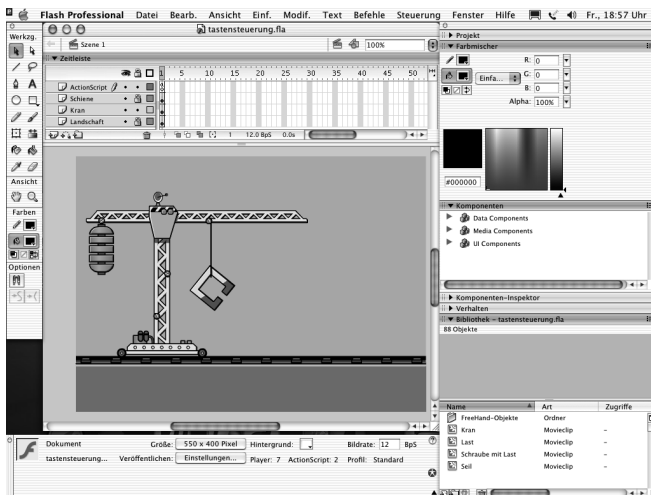 Flash Professional Datei Bearb. Ansicht Einf. Modif. Text Befehle Steuerung Fenster Hilfe Fr., 18:57 Uhr
Werkzg.
Ansicht
Farben
Optionen
tastensteuerung.fla
Szene 1
100%
Zeitleiste
1 5 10 15 20 25 30 35 40 45 50
ActionScript
Schiene
Kran
Landschaft
1 12.0 BpS 0.0s
Projekt
Farbmischer
R: 0
Einfa... G: 0
B: 0
Alpha: 100%
#000000
Komponenten
Data Components
Media Components
UI Components
Komponenten-Inspektor
Verhalten
Bibliothek – tastensteuerung.fla
88 Objekte
Name Art Zugriffe
FreeHand-Objekte Ordner
Kran Movieclip -
Last Movieclip -
Schraube mit Last Movieclip -
Seil Movieclip -
Dokument Größe: 550 x 400 Pixel Hintergrund: Bildrate: 12 BpS
tastensteuerung... Veröffentlichen: Einstellungen... Player: 7 ActionScript: 2 Profil: Standard